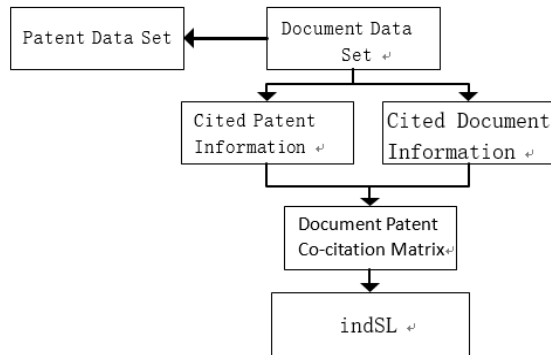 Patent Data Set
Document Data
Set ↵
Cited Patent
Information ↵
Cited Document
Information ↵
Document Patent
Co-citation Matrix↵
indSL ↵